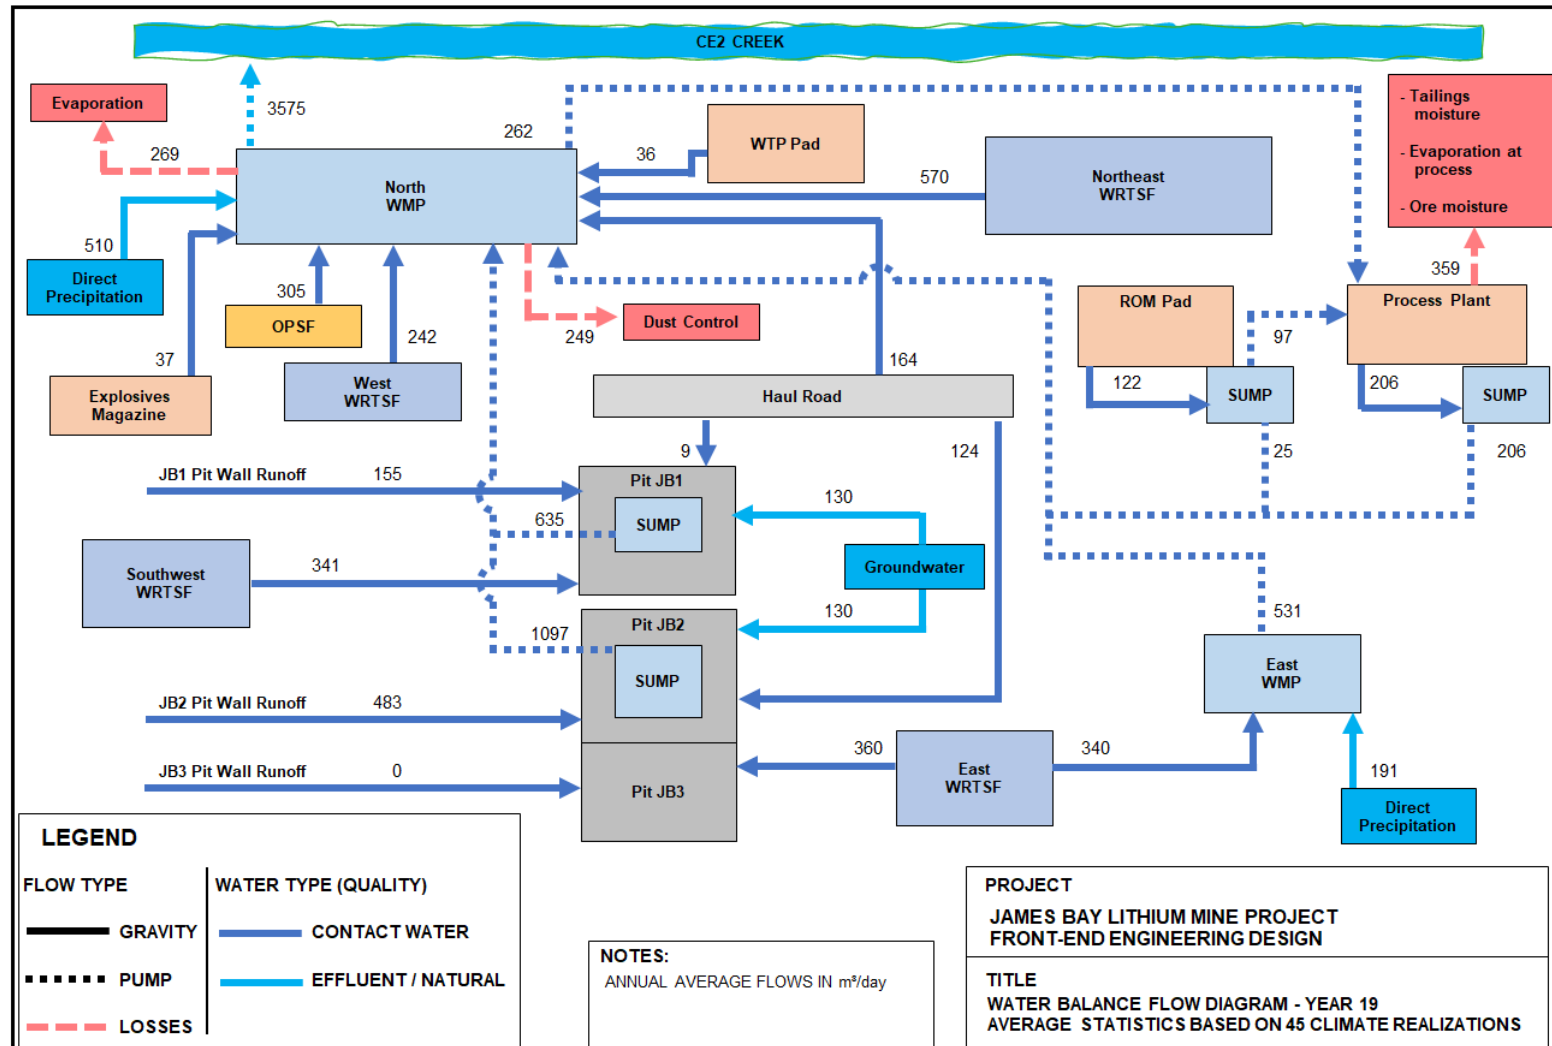 CE2 CREEK
Evaporation
3575
269
262
North
WMP
36
WTP Pad
570
Northeast
WRTSF
- Tailings
moisture
- Evaporation at
process
- Ore moisture
510
Direct
Precipitation
305
OPSF
242
249
Dust Control
37
Explosives
Magazine
West
WRTSF
164
Haul Road
ROM Pad
97
359
Process Plant
122
SUMP
206
SUMP
25
206
9
124
JB1 Pit Wall Runoff
155
Pit JB1
SUMP
635
130
Groundwater
130
Southwest
WRTSF
341
1097
Pit JB2
SUMP
531
East
WMP
JB2 Pit Wall Runoff
483
JB3 Pit Wall Runoff
0
Pit JB3
360
East
WRTSF
340
191
Direct
Precipitation
LEGEND
FLOW TYPE
WATER TYPE (QUALITY)
GRAVITY
CONTACT WATER
PUMP
EFFLUENT / NATURAL
LOSSES
NOTES:
ANNUAL AVERAGE FLOWS IN m³/day
PROJECT
JAMES BAY LITHIUM MINE PROJECT
FRONT-END ENGINEERING DESIGN
TITLE
WATER BALANCE FLOW DIAGRAM - YEAR 19
AVERAGE STATISTICS BASED ON 45 CLIMATE REALIZATIONS